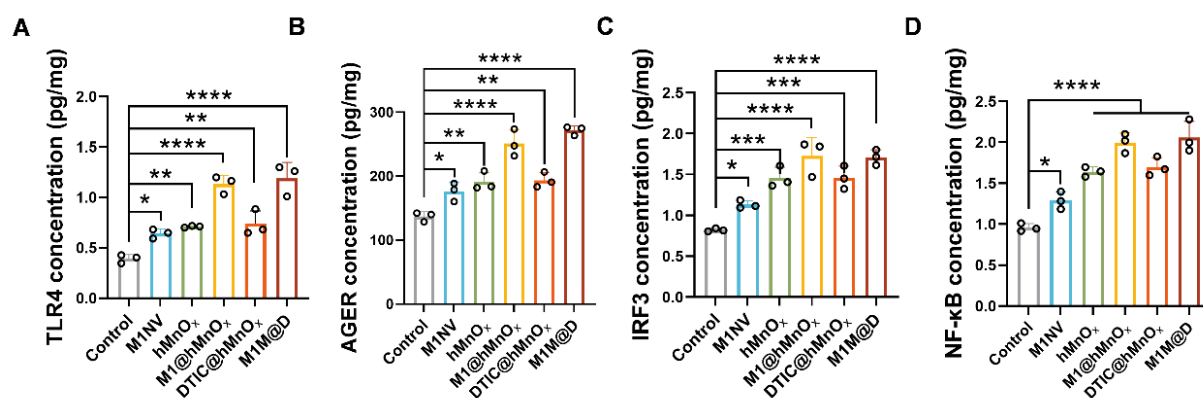 A
TLR4 concentration (pg/mg)
2.0
1.5
1.0
0.5
0.0
****
**
****
**
*
Control
M1NV
hMnOₓ
M1@hMnOₓ
DTIC@hMnOₓ
M1M@D
B
AGER concentration (pg/mg)
300
200
150
0
****
**
****
**
*
Control
M1NV
hMnOₓ
M1@hMnOₓ
DTIC@hMnOₓ
M1M@D
C
IRF3 concentration (pg/mg)
2.5
2.0
1.5
1.0
0.5
0.0
****
***
****
***
*
Control
M1NV
hMnOₓ
M1@hMnOₓ
DTIC@hMnOₓ
M1M@D
D
NF-κB concentration (pg/mg)
2.5
2.0
1.5
1.0
0.5
0.0
****
*
Control
M1NV
hMnOₓ
M1@hMnOₓ
DTIC@hMnOₓ
M1M@D